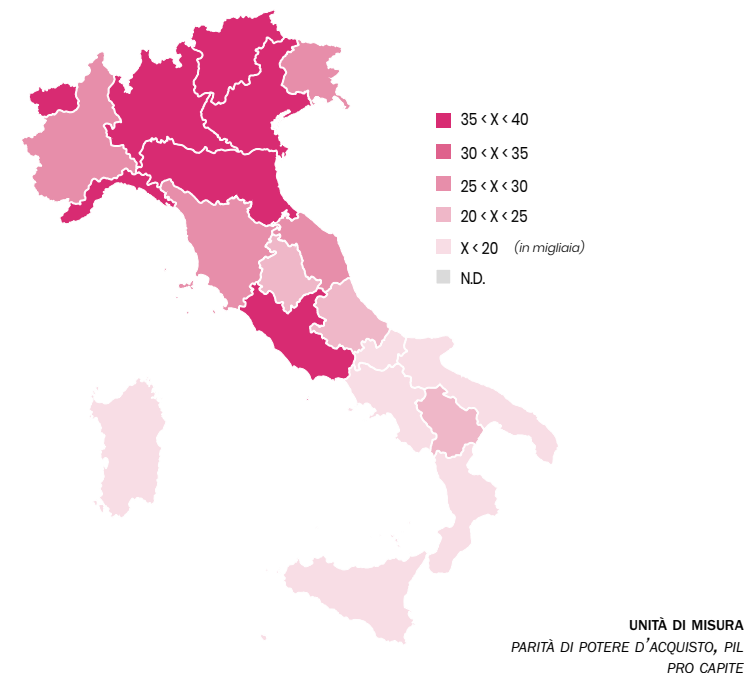 35 < X < 40
30 < X < 35
25 < X < 30
20 < X < 25
X < 20 (in migliaia)
N.D.
UNITÀ DI MISURA
PARITÀ DI POTERE D'ACQUISTO, PIL
PRO CAPITE